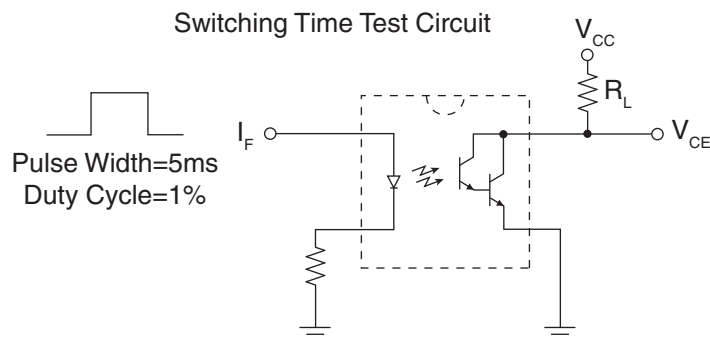 Switching Time Test Circuit
V_CC
R_L
I_F
V_CE
Pulse Width=5ms
Duty Cycle=1%